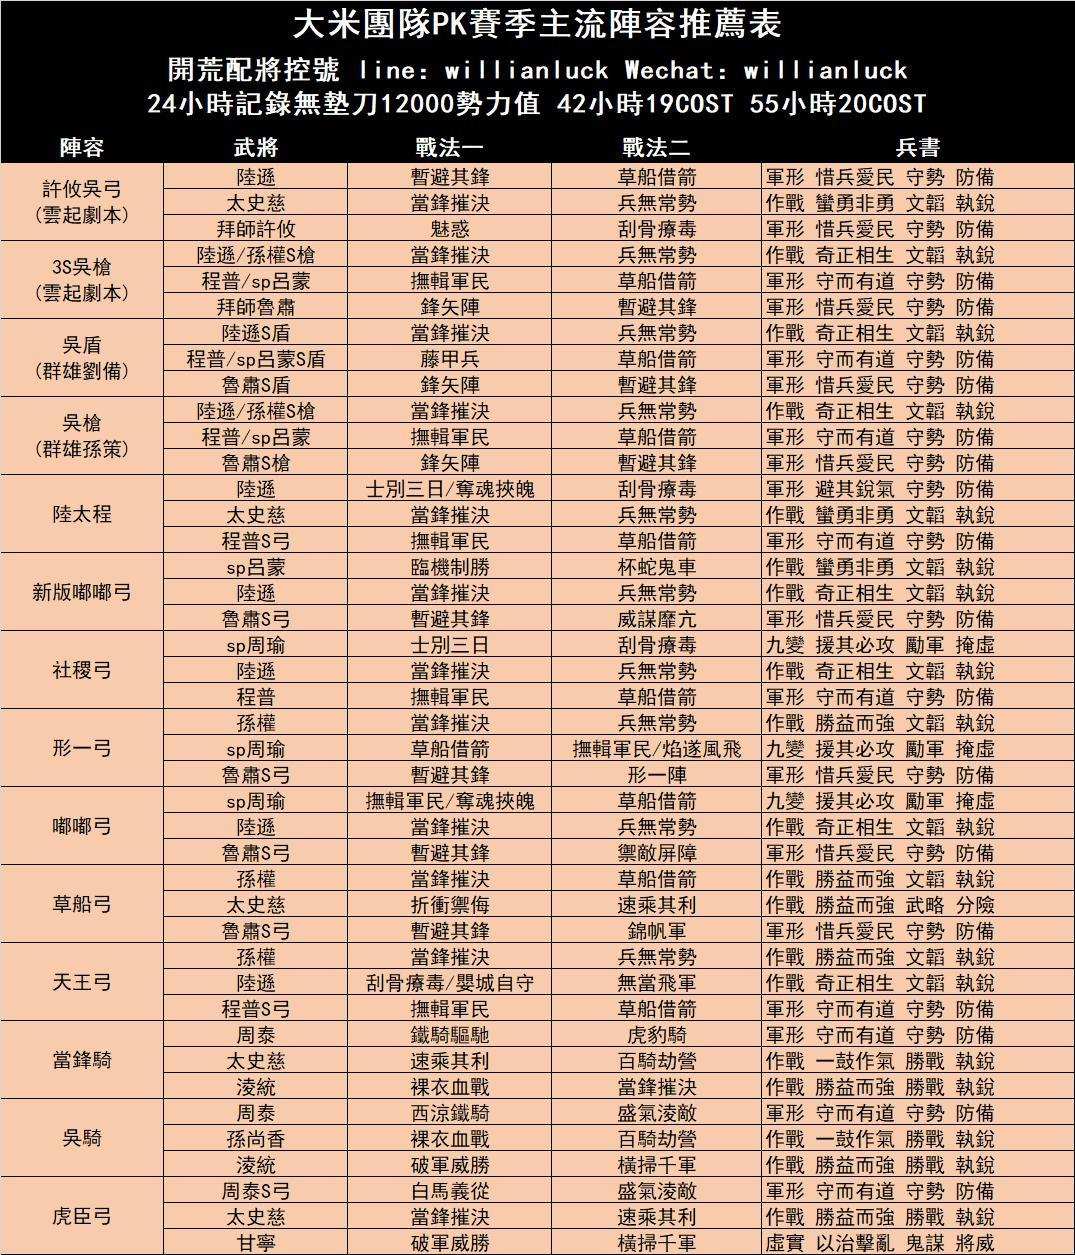 大米團隊PK賽季主流陣容推薦表
開荒配將控號 line: willianluck Wechat: willianluck
24小時記錄無墊刀12000勢力值 42小時19COST 55小時20COST
陣容 武將 戰法一 戰法二 兵書
許攸吳弓
(雲起劇本)
陸遜 暫避其鋒 草船借箭 軍形 惜兵愛民 守勢 防備
太史慈 當鋒摧決 兵無常勢 作戰 蠻勇非勇 文韜 執銳
拜師許攸 魅惑 刮骨療毒 軍形 惜兵愛民 守勢 防備
3S吳槍
(雲起劇本)
陸遜/孫權S槍 當鋒摧決 兵無常勢 作戰 奇正相生 文韜 執銳
程普/sp呂蒙 撫輯軍民 草船借箭 軍形 守而有道 守勢 防備
拜師魯肅 鋒矢陣 暫避其鋒 軍形 惜兵愛民 守勢 防備
吳盾
(群雄劉備)
陸遜S盾 當鋒摧決 兵無常勢 作戰 奇正相生 文韜 執銳
程普/sp呂蒙S盾 藤甲兵 草船借箭 軍形 守而有道 守勢 防備
魯肅S盾 鋒矢陣 暫避其鋒 軍形 惜兵愛民 守勢 防備
吳槍
(群雄孫策)
陸遜/孫權S槍 當鋒摧決 兵無常勢 作戰 奇正相生 文韜 執銳
程普/sp呂蒙 撫輯軍民 草船借箭 軍形 守而有道 守勢 防備
魯肅S槍 鋒矢陣 暫避其鋒 軍形 惜兵愛民 守勢 防備
陸太程
陸遜 士別三日/奪魂挾魄 刮骨療毒 軍形 避其銳氣 守勢 防備
太史慈 當鋒摧決 兵無常勢 作戰 蠻勇非勇 文韜 執銳
程普S弓 撫輯軍民 草船借箭 軍形 守而有道 守勢 防備
新版嘟嘟弓
sp呂蒙 臨機制勝 杯蛇鬼車 作戰 蠻勇非勇 文韜 執銳
陸遜 當鋒摧決 兵無常勢 作戰 奇正相生 文韜 執銳
魯肅S弓 暫避其鋒 威謀靡亢 軍形 惜兵愛民 守勢 防備
社稷弓
sp周瑜 士別三日 刮骨療毒 九變 援其必攻 勵軍 掩虛
陸遜 當鋒摧決 兵無常勢 作戰 奇正相生 文韜 執銳
程普 撫輯軍民 草船借箭 軍形 守而有道 守勢 防備
形一弓
孫權 當鋒摧決 兵無常勢 作戰 勝益而強 文韜 執銳
sp周瑜 草船借箭 撫輯軍民/焰遂風飛 九變 援其必攻 勵軍 掩虛
魯肅S弓 暫避其鋒 形一陣 軍形 惜兵愛民 守勢 防備
嘟嘟弓
sp周瑜 撫輯軍民/奪魂挾魄 草船借箭 九變 援其必攻 勵軍 掩虛
陸遜 當鋒摧決 兵無常勢 作戰 奇正相生 文韜 執銳
魯肅S弓 暫避其鋒 禦敵屏障 軍形 惜兵愛民 守勢 防備
草船弓
孫權 當鋒摧決 草船借箭 作戰 勝益而強 文韜 執銳
太史慈 折衝禦侮 速乘其利 作戰 勝益而強 武略 分險
魯肅S弓 暫避其鋒 錦帆軍 軍形 惜兵愛民 守勢 防備
天王弓
孫權 當鋒摧決 兵無常勢 作戰 勝益而強 文韜 執銳
陸遜 刮骨療毒/嬰城自守 無當飛軍 作戰 奇正相生 文韜 執銳
程普S弓 撫輯軍民 草船借箭 軍形 守而有道 守勢 防備
當鋒騎
周泰 鐵騎驅馳 虎豹騎 軍形 守而有道 守勢 防備
太史慈 速乘其利 百騎劫營 作戰 一鼓作氣 勝戰 執銳
淩統 裸衣血戰 當鋒摧決 作戰 勝益而強 勝戰 執銳
吳騎
周泰 西涼鐵騎 盛氣淩敵 軍形 守而有道 守勢 防備
孫尚香 裸衣血戰 百騎劫營 作戰 一鼓作氣 勝戰 執銳
淩統 破軍威勝 橫掃千軍 作戰 勝益而強 勝戰 執銳
虎臣弓
周泰S弓 白馬義從 盛氣淩敵 軍形 守而有道 守勢 防備
太史慈 當鋒摧決 速乘其利 作戰 勝益而強 勝戰 執銳
甘寧 破軍威勝 橫掃千軍 虛實 以治擊亂 鬼謀 將威